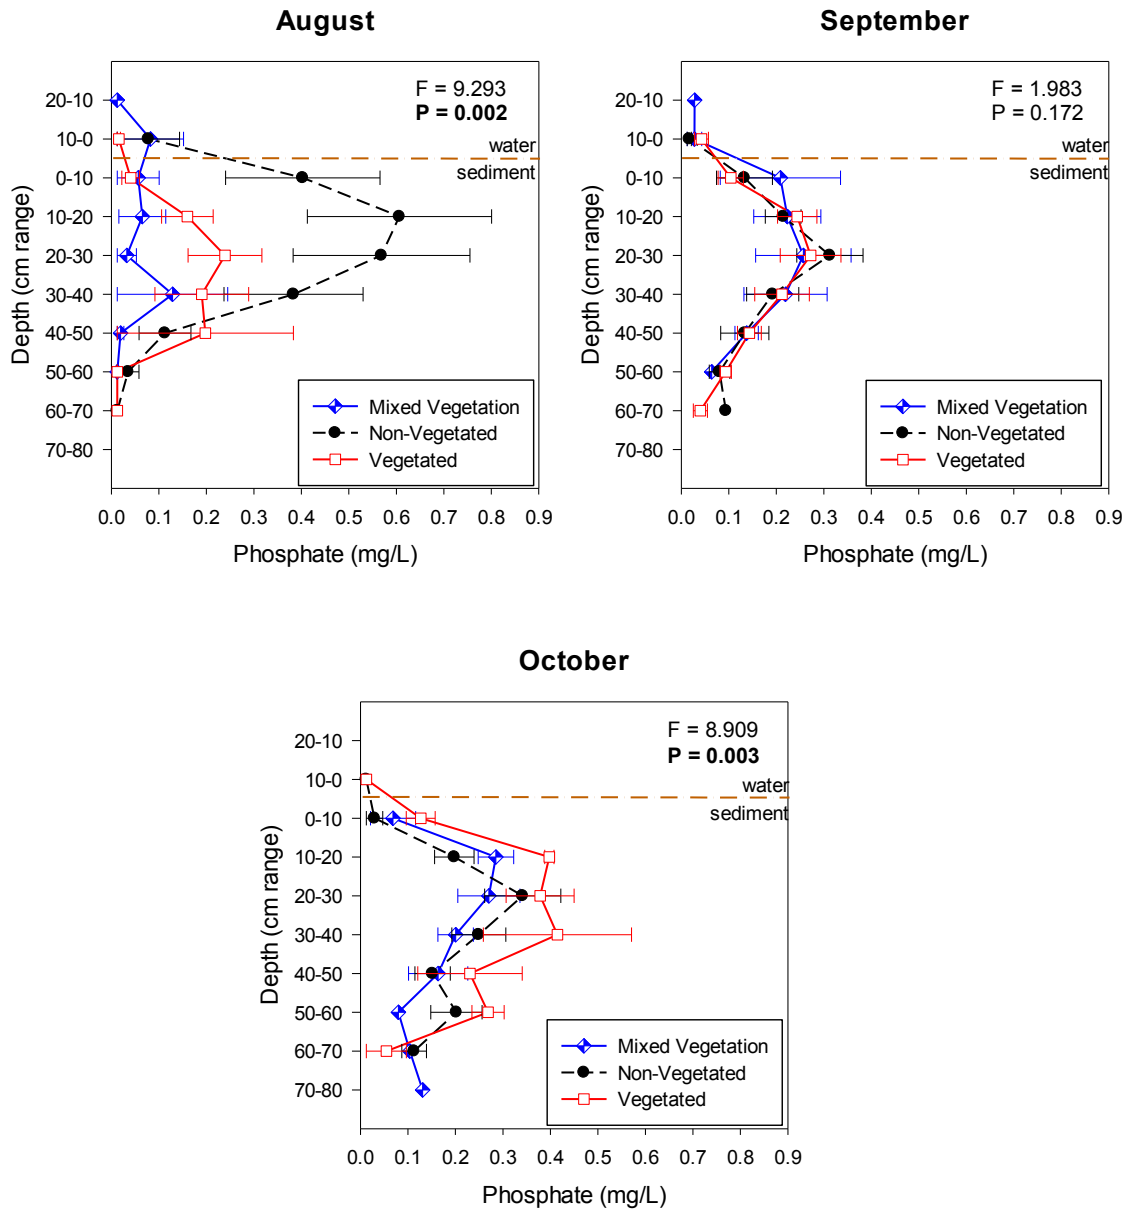 August
F = 9.293
P = 0.002
water
sediment
20-10
10-0
0-10
10-20
20-30
30-40
40-50
50-60
60-70
70-80
Depth (cm range)
Mixed Vegetation
Non-Vegetated
Vegetated
0.0 0.1 0.2 0.3 0.4 0.5 0.6 0.7 0.8 0.9
Phosphate (mg/L)
September
F = 1.983
P = 0.172
water
sediment
20-10
10-0
0-10
10-20
20-30
30-40
40-50
50-60
60-70
70-80
Depth (cm range)
Mixed Vegetation
Non-Vegetated
Vegetated
0.0 0.1 0.2 0.3 0.4 0.5 0.6 0.7 0.8 0.9
Phosphate (mg/L)
October
F = 8.909
P = 0.003
water
sediment
20-10
10-0
0-10
10-20
20-30
30-40
40-50
50-60
60-70
70-80
Depth (cm range)
Mixed Vegetation
Non-Vegetated
Vegetated
0.0 0.1 0.2 0.3 0.4 0.5 0.6 0.7 0.8 0.9
Phosphate (mg/L)